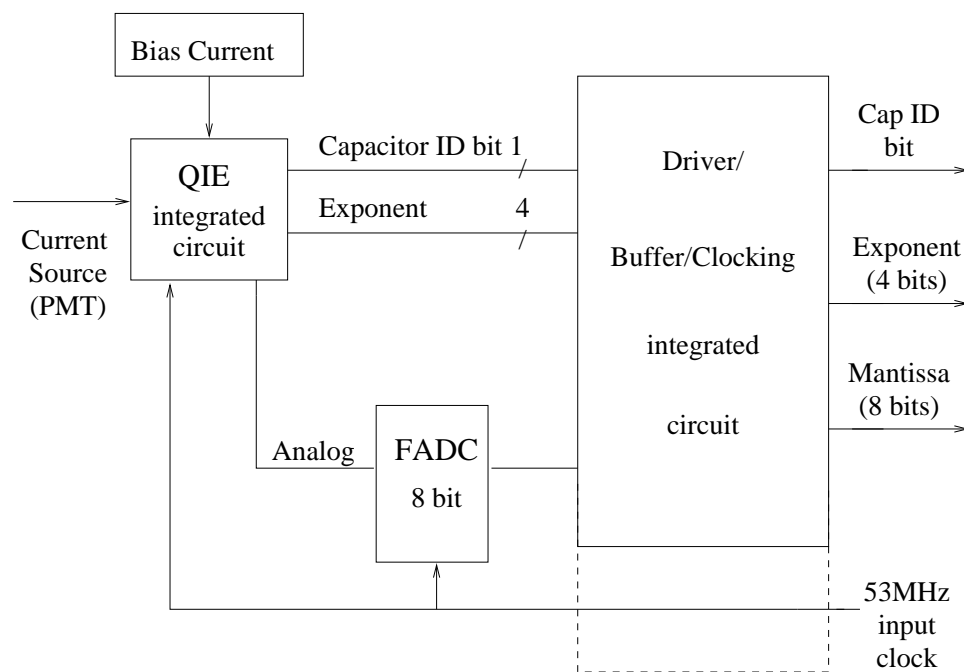 Bias Current
QIE
integrated
circuit
Current
Source
(PMT)
Capacitor ID bit 1
Exponent 4
Analog
FADC
8 bit
Driver/
Buffer/Clocking
integrated
circuit
Cap ID
bit
Exponent
(4 bits)
Mantissa
(8 bits)
53MHz
input
clock